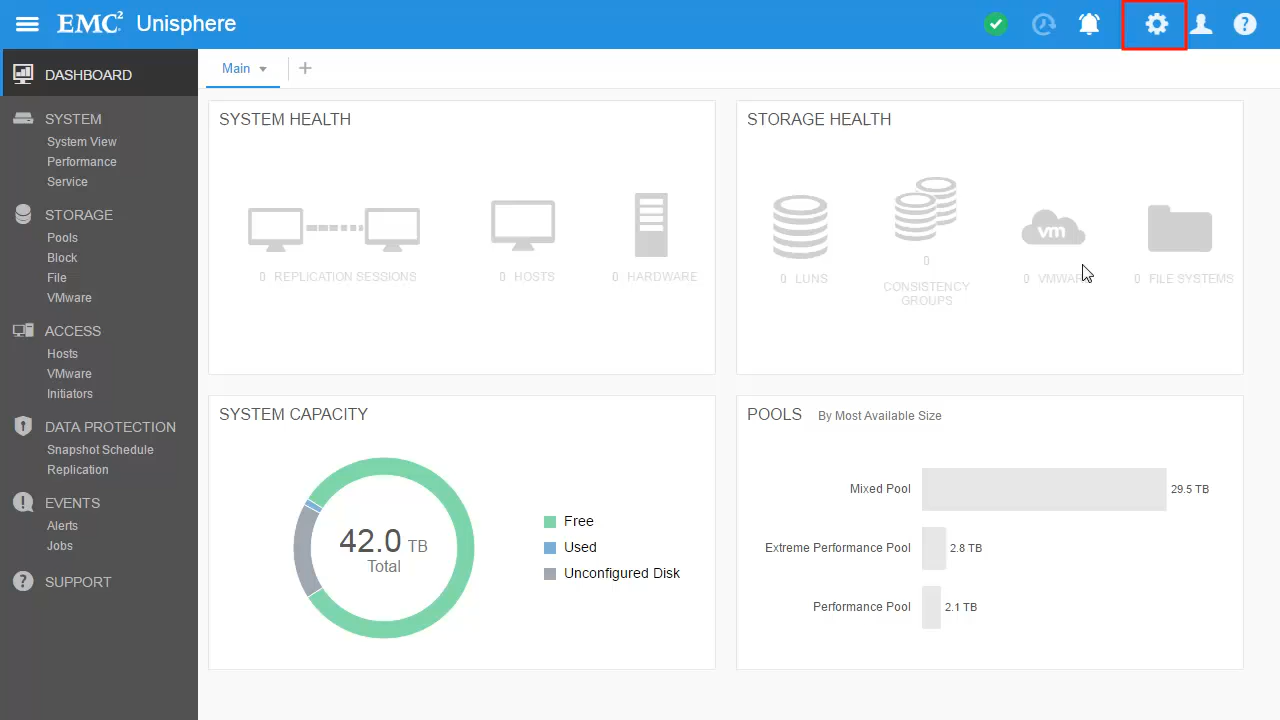 EMC² Unisphere
DASHBOARD
SYSTEM
System View
Performance
Service
STORAGE
Pools
Block
File
VMware
ACCESS
Hosts
VMware
Initiators
DATA PROTECTION
Snapshot Schedule
Replication
EVENTS
Alerts
Jobs
SUPPORT
Main
SYSTEM HEALTH
0 REPLICATION SESSIONS
0 HOSTS
0 HARDWARE
STORAGE HEALTH
vm
0 LUNS
0
CONSISTENCY
GROUPS
0 VMWARE
0 FILE SYSTEMS
SYSTEM CAPACITY
42.0 TB
Total
Free
Used
Unconfigured Disk
POOLS By Most Available Size
Mixed Pool 29.5 TB
Extreme Performance Pool 2.8 TB
Performance Pool 2.1 TB